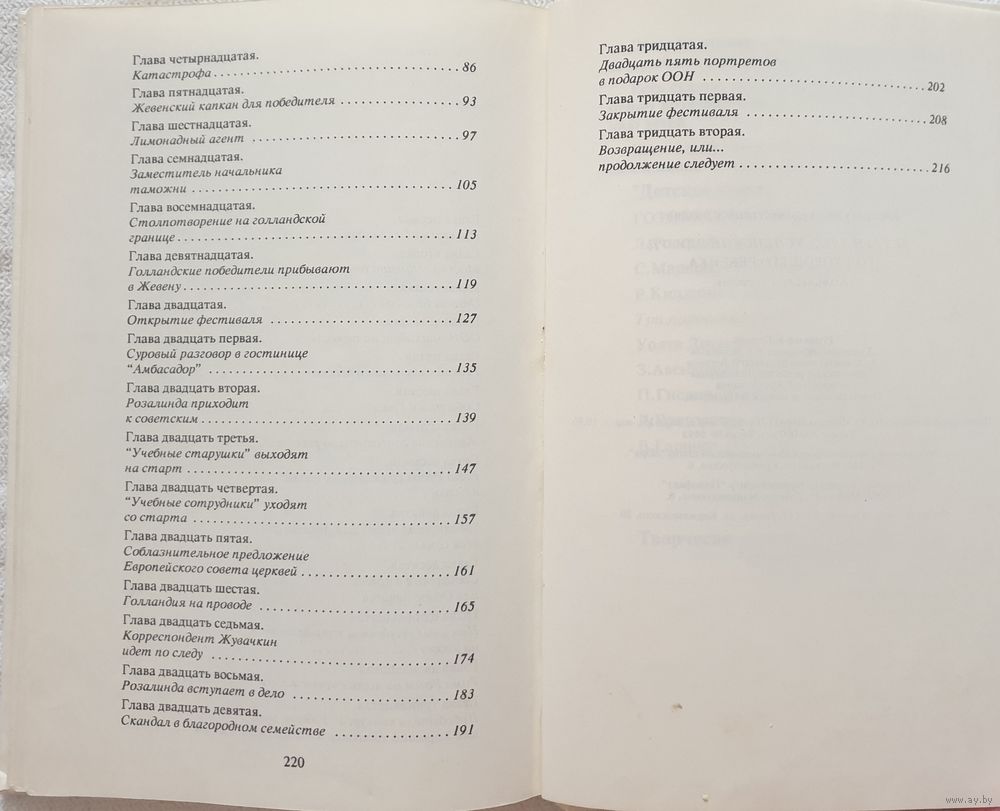 Глава четырнадцатая.
Катастрофа........................................86
Глава пятнадцатая.
Жевенский капкан для победителя ..................93
Глава шестнадцатая.
Лимонадный агент ..............................97
Глава семнадцатая.
Заместитель начальника
таможни ......................................105
Глава восемнадцатая.
Столпотворение на голландской
границе........................................113
Глава девятнадцатая.
Голландские победители прибывают
в Жевену.......................................119
Глава двадцатая.
Открытие фестиваля ...........................127
Глава двадцать первая.
Суровый разговор в гостинице
“Амбасадор” ...................................135
Глава двадцать вторая.
Розалинда приходит
к советским....................................139
Глава двадцать третья.
“Учебные старушки” выходят
на старт ......................................147
Глава двадцать четвертая.
“Учебные сотрудники” уходят
со старта .....................................157
Глава двадцать пятая.
Соблазнительное предложение
Европейского совета церквей.......................161
Глава двадцать шестая.
Голландия на проводе .............................165
Глава двадцать седьмая.
Корреспондент Жувачкин
идет по следу ...................................174
Глава двадцать восьмая.
Розалинда вступает в дело ........................183
Глава двадцать девятая.
Скандал в благородном семействе ..................191
220
Глава тридцатая.
Двадцать пять портретов
в подарок ООН .................................202
Глава тридцать первая.
Закрытие фестиваля ............................208
Глава тридцать вторая.
Возвращение, или...
продолжение следует ............................216
www.ay.by